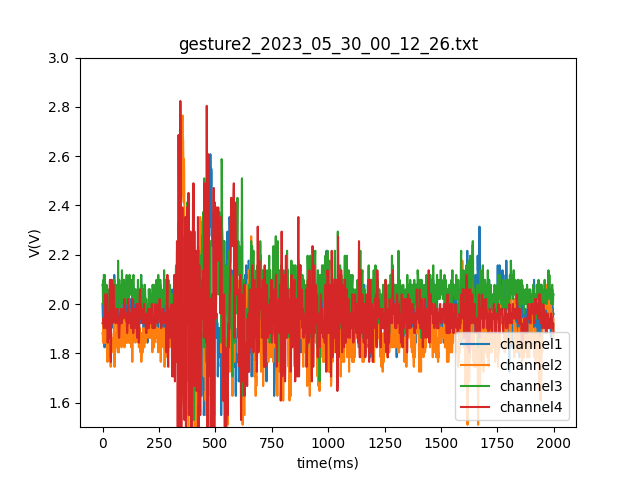 gesture2_2023_05_30_00_12_26.txt
3.0
2.8
2.6
2.4
2.2
2.0
1.8
1.6
V(V)
channel1
channel2
channel3
channel4
0 250 500 750 1000 1250 1500 1750 2000
time(ms)